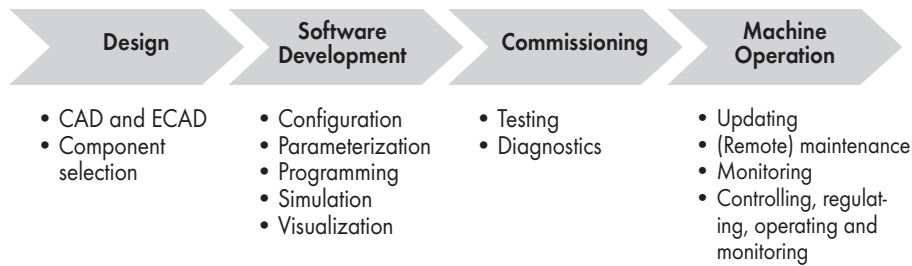 Design
Software
Development
Commissioning
Machine
Operation
• CAD and ECAD
• Component
selection
• Configuration
• Parameterization
• Programming
• Simulation
• Visualization
• Testing
• Diagnostics
• Updating
• (Remote) maintenance
• Monitoring
• Controlling, regulat-
ing, operating and
monitoring